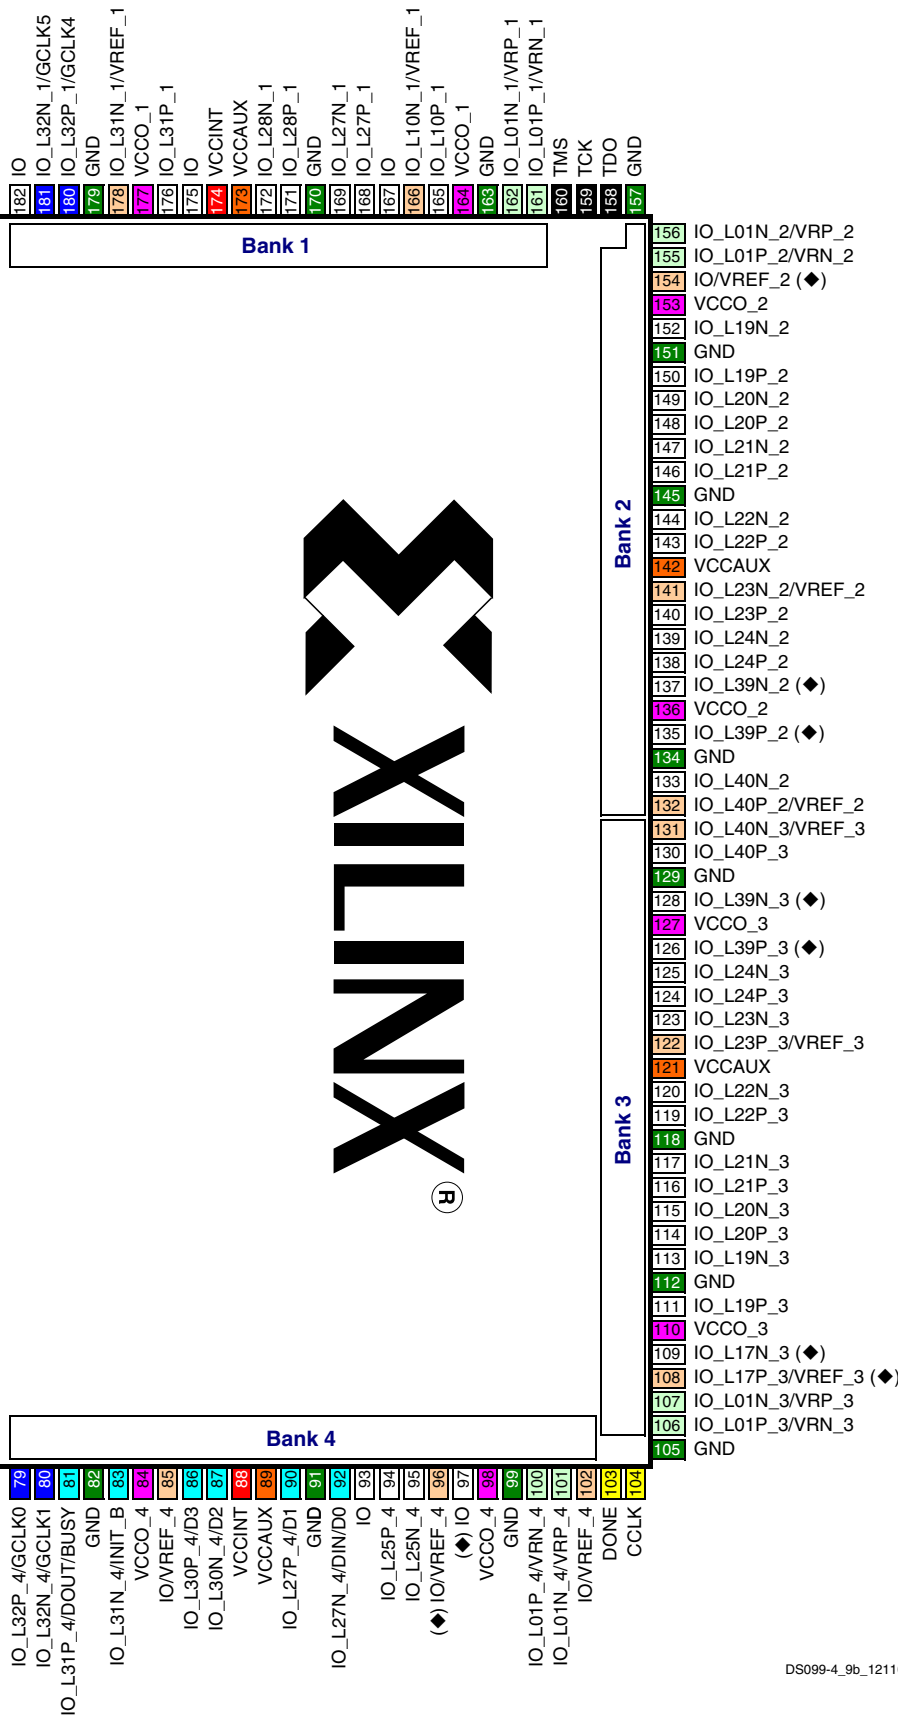 182 IO
181 IO_L32N_1/GCLK5
180 IO_L32P_1/GCLK4
179 GND
178 IO_L31N_1/VREF_1
177 VCCO_1
176 IO_L31P_1
175 IO
174 VCCINT
173 VCCAUX
172 IO_L28N_1
171 IO_L28P_1
170 GND
169 IO_L27N_1
168 IO_L27P_1
167 IO
166 IO_L10N_1/VREF_1
165 IO_L10P_1
164 VCCO_1
163 GND
162 IO_L01N_1/VRP_1
161 IO_L01P_1/VRN_1
160 TMS
159 TCK
158 TDO
157 GND
Bank 1
156 IO_L01N_2/VRP_2
155 IO_L01P_2/VRN_2
154 IO/VREF_2 (◆)
153 VCCO_2
152 IO_L19N_2
151 GND
150 IO_L19P_2
149 IO_L20N_2
148 IO_L20P_2
147 IO_L21N_2
146 IO_L21P_2
145 GND
144 IO_L22N_2
143 IO_L22P_2
142 VCCAUX
141 IO_L23N_2/VREF_2
140 IO_L23P_2
139 IO_L24N_2
138 IO_L24P_2
137 IO_L39N_2 (◆)
136 VCCO_2
135 IO_L39P_2 (◆)
134 GND
133 IO_L40N_2
132 IO_L40P_2/VREF_2
Bank 2
131 IO_L40N_3/VREF_3
130 IO_L40P_3
129 GND
128 IO_L39N_3 (◆)
127 VCCO_3
126 IO_L39P_3 (◆)
125 IO_L24N_3
124 IO_L24P_3
123 IO_L23N_3
122 IO_L23P_3/VREF_3
121 VCCAUX
120 IO_L22N_3
119 IO_L22P_3
118 GND
117 IO_L21N_3
116 IO_L21P_3
115 IO_L20N_3
114 IO_L20P_3
113 IO_L19N_3
112 GND
111 IO_L19P_3
110 VCCO_3
109 IO_L17N_3 (◆)
108 IO_L17P_3/VREF_3 (◆)
107 IO_L01N_3/VRP_3
106 IO_L01P_3/VRN_3
105 GND
Bank 3
XILINX ®
Bank 4
79 IO_L32P_4/GCLK0
80 IO_L32N_4/GCLK1
81 IO_L31P_4/DOUT/BUSY
82 GND
83 IO_L31N_4/INIT_B
84 VCCO_4
85 IO/VREF_4
86 IO_L30P_4/D3
87 IO_L30N_4/D2
88 VCCINT
89 VCCAUX
90 IO_L27P_4/D1
91 GND
92 IO_L27N_4/DIN/D0
93 IO
94 IO_L25P_4
95 IO_L25N_4
96 (◆) IO/VREF_4
97 (◆) IO
98 VCCO_4
99 GND
100 IO_L01P_4/VRN_4
101 IO_L01N_4/VRP_4
102 IO/VREF_4
103 DONE
104 CCLK